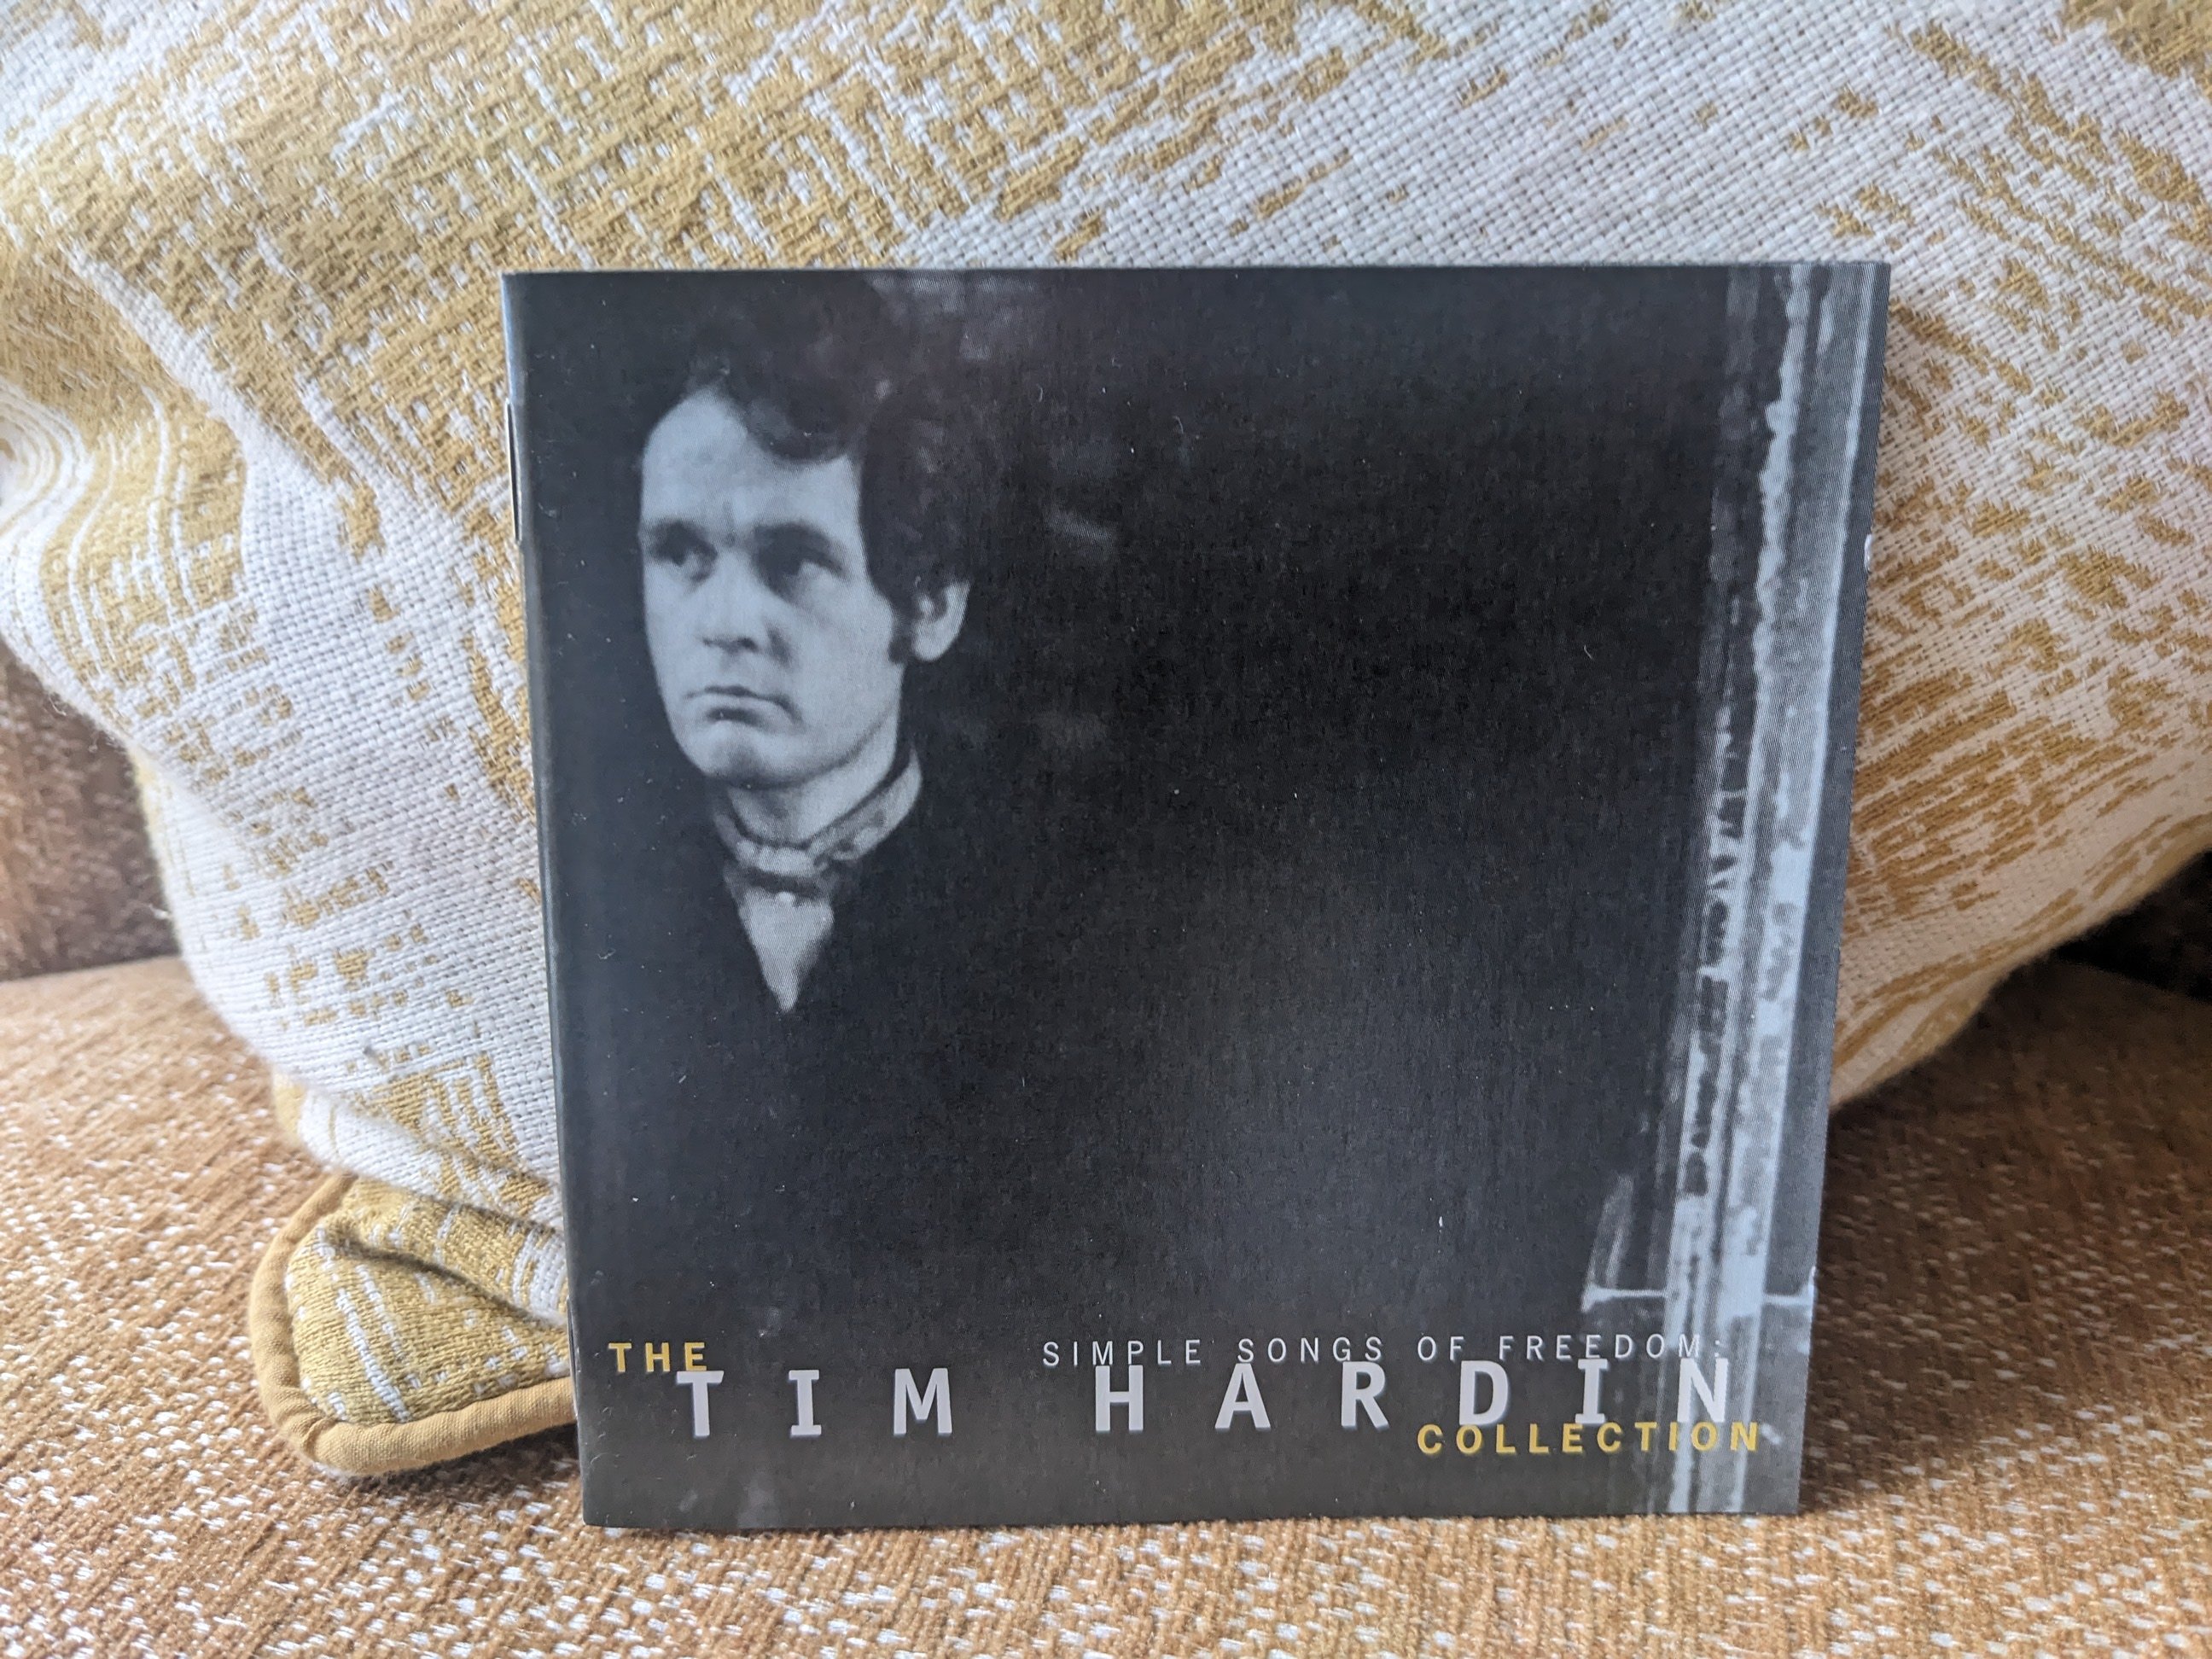 SIMPLE SONGS OF FREEDOM:
THE
TIM HARDIN
COLLECTION